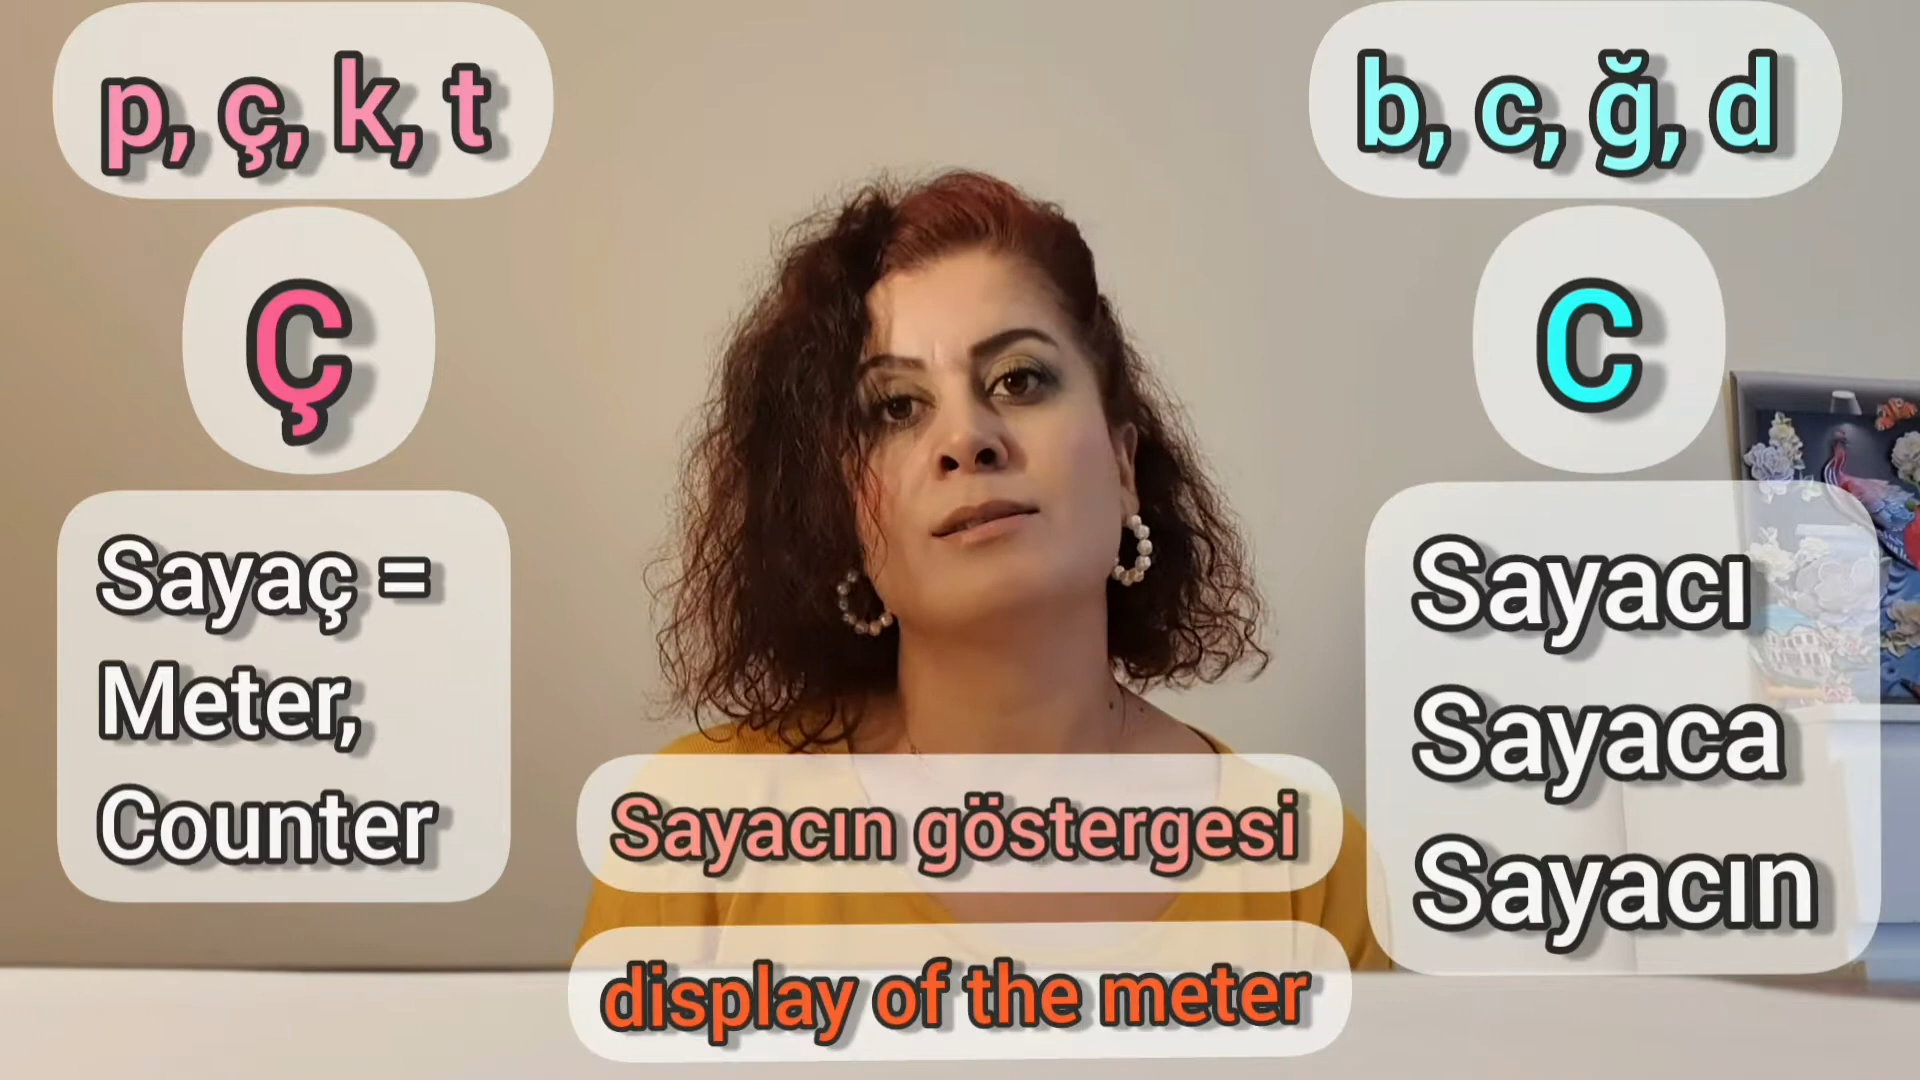 p, ç, k, t
b, c, ğ, d
Ç
C
Sayaç =
Meter,
Counter
Sayacı
Sayaca
Sayacın
Sayacın göstergesi
display of the meter